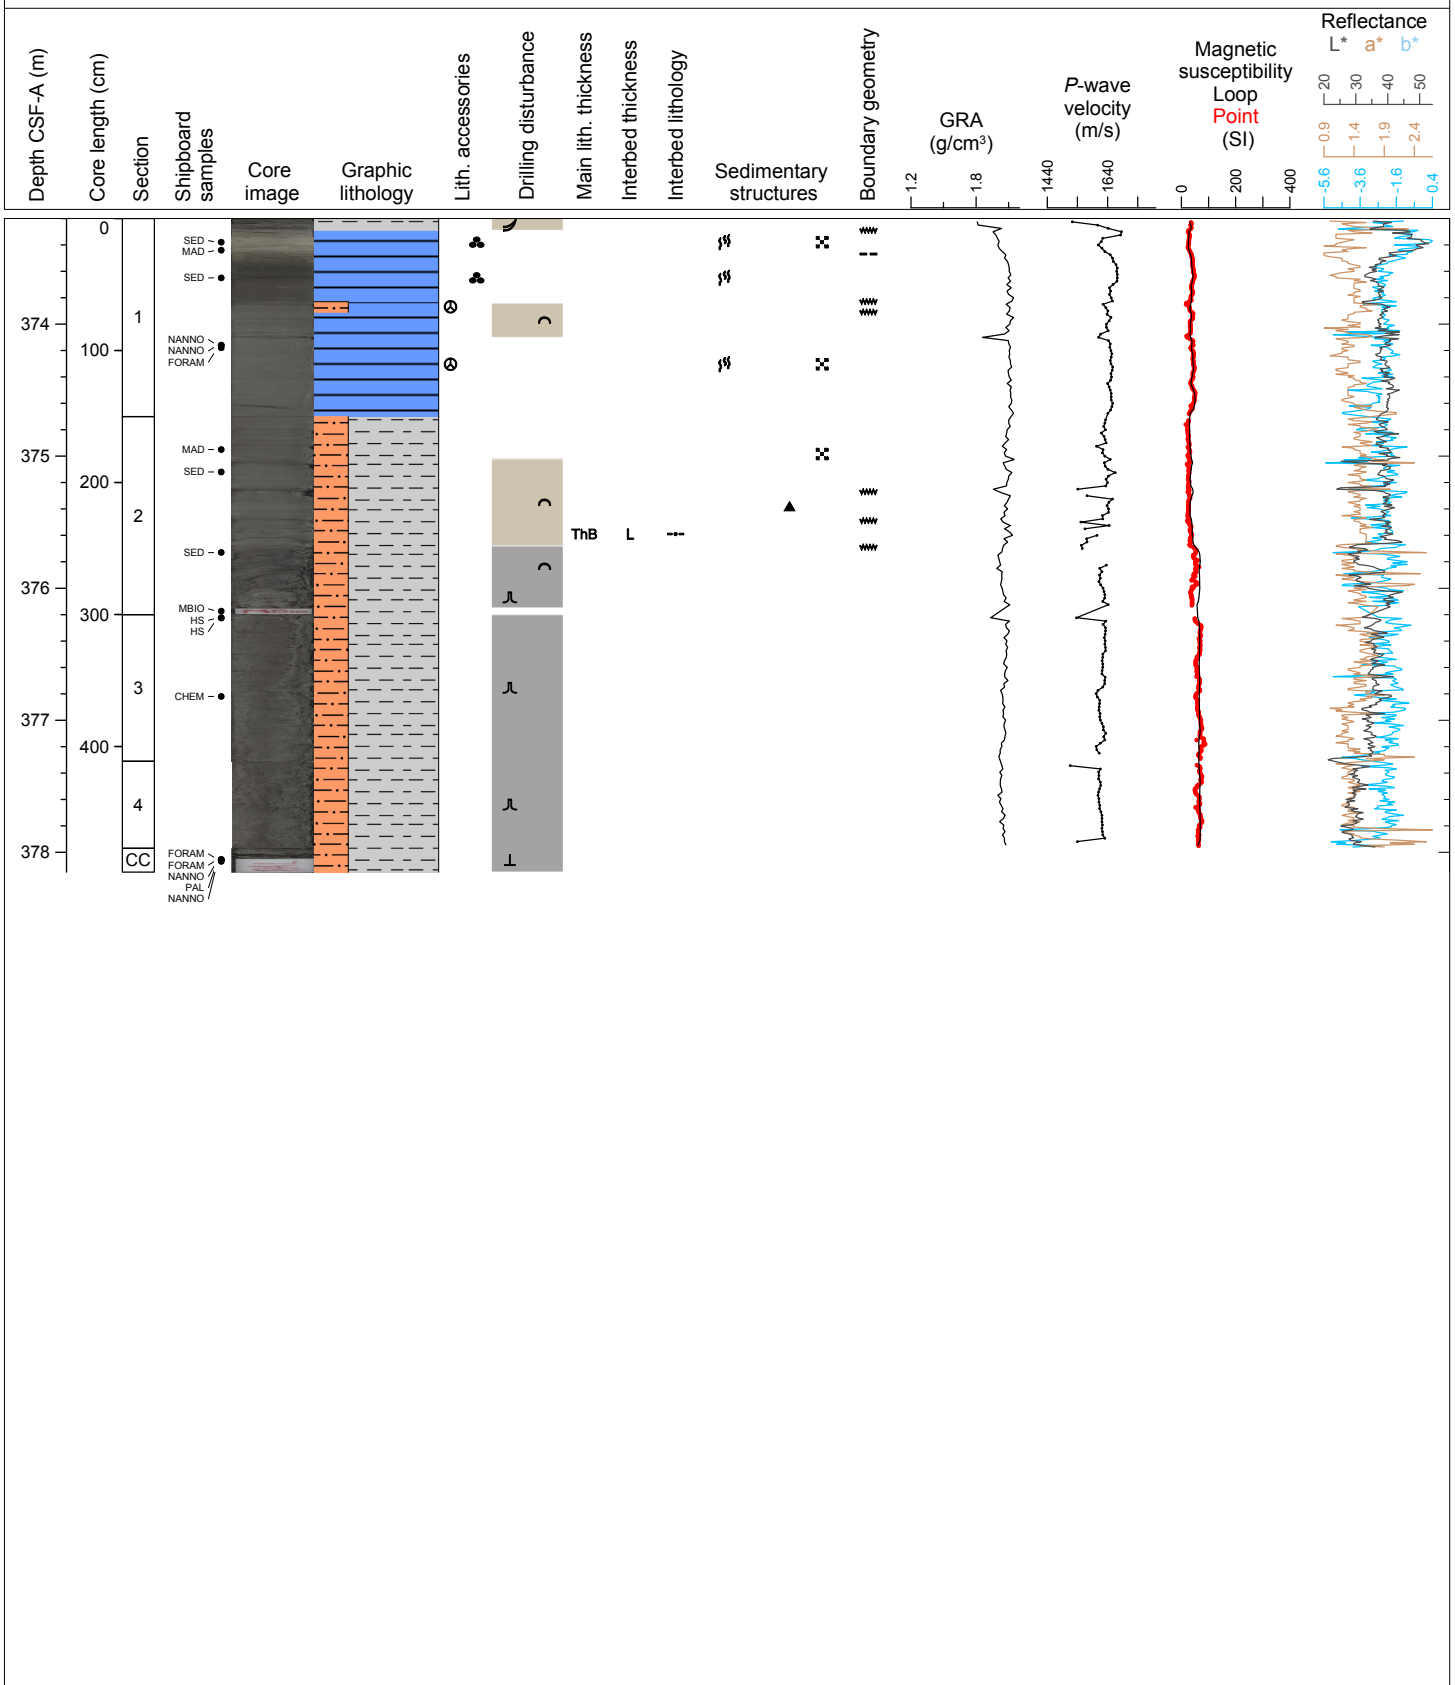 Depth CSF-A (m)
Core length (cm)
Section
Shipboard
samples
Core
image
Graphic
lithology
Lith. accessories
Drilling disturbance
Main lith. thickness
Interbed thickness
Interbed lithology
Sedimentary
structures
Boundary geometry
GRA
(g/cm³)
1.2
1.8
P-wave
velocity
(m/s)
1440
1640
Magnetic
susceptibility
Loop
Point
(SI)
0
200
400
Reflectance
L* a* b*
20 30 40 50
0.9 1.4 1.9 2.4
-5.6 -3.6 -1.6 0.4
0
SED
MAD
SED
374
1
NANNO
NANNO
FORAM
100
MAD
375
SED
200
2
ThB L
SED
376
MBIO
300
HS
HS
3
CHEM
377
400
4
378
CC
FORAM
FORAM
NANNO
PAL
NANNO